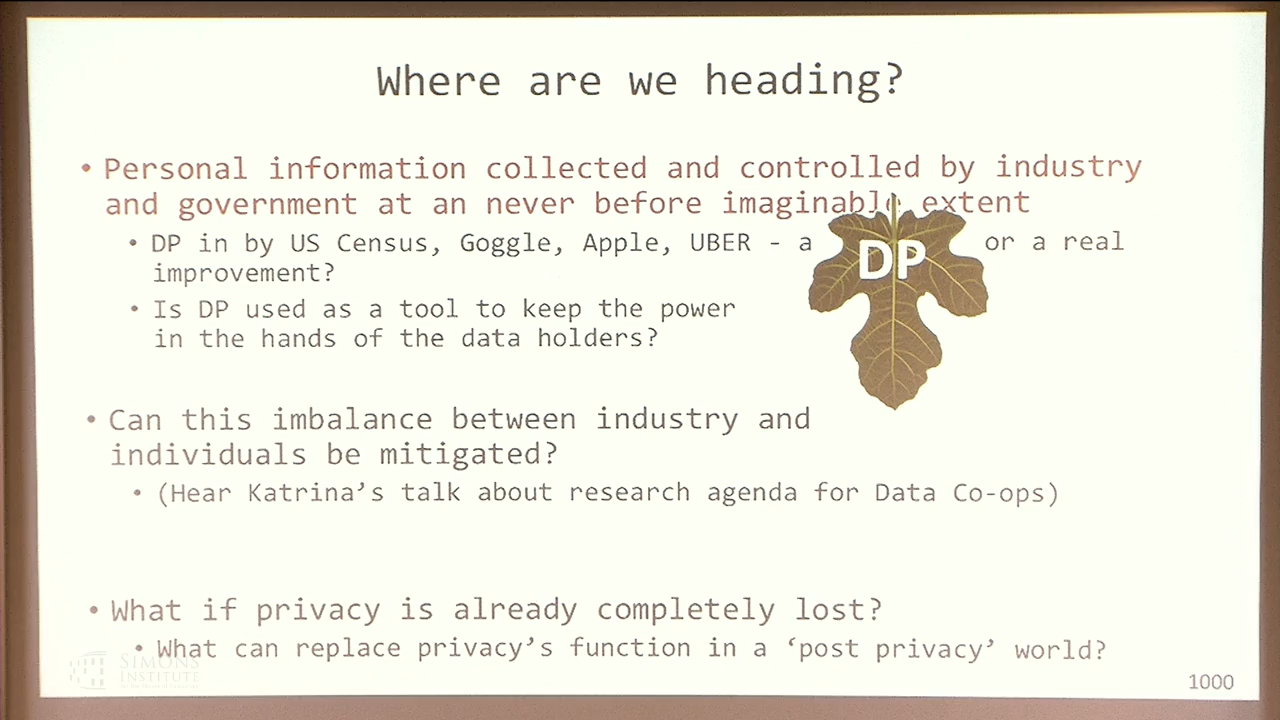 Where are we heading?
• Personal information collected and controlled by industry
and government at an never before imaginable extent
• DP in by US Census, Goggle, Apple, UBER - a DP or a real
improvement?
• Is DP used as a tool to keep the power
in the hands of the data holders?
• Can this imbalance between industry and
individuals be mitigated?
• (Hear Katrina’s talk about research agenda for Data Co-ops)
• What if privacy is already completely lost?
• What can replace privacy’s function in a ‘post privacy’ world?
SIMONS
INSTITUTE
1000